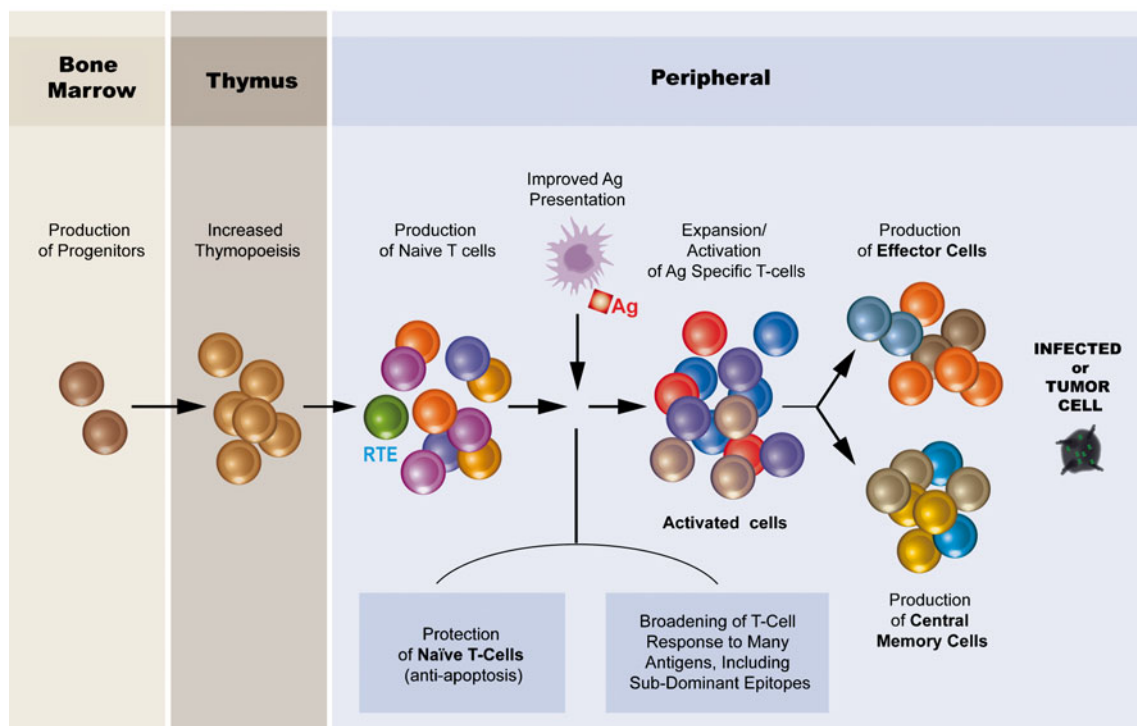 Bone
Marrow
Thymus
Peripheral
Production
of Progenitors
Increased
Thymopoeisis
Production
of Naive T cells
Improved Ag
Presentation
Ag
Expansion/
Activation
of Ag Specific T-cells
Production
of Effector Cells
RTE
Activated cells
INFECTED
or
TUMOR
CELL
Production
of Central
Memory Cells
Protection
of Naïve T-Cells
(anti-apoptosis)
Broadening of T-Cell
Response to Many
Antigens, Including
Sub-Dominant Epitopes